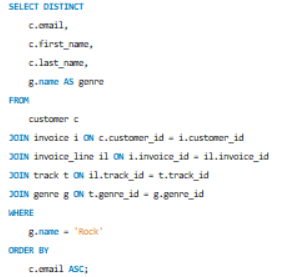 SELECT DISTINCT
c.email,
c.first_name,
c.last_name,
g.name AS genre
FROM
customer c
JOIN invoice i ON c.customer_id = i.customer_id
JOIN invoice_line il ON i.invoice_id = il.invoice_id
JOIN track t ON il.track_id = t.track_id
JOIN genre g ON t.genre_id = g.genre_id
WHERE
g.name = 'Rock'
ORDER BY
c.email ASC;